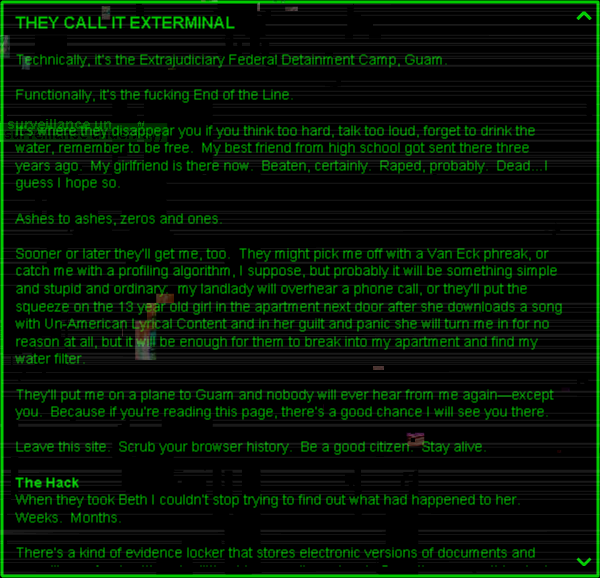 THEY CALL IT EXTERMINAL
Technically, it's the Extrajudiciary Federal Detainment Camp, Guam.
Functionally, it's the fucking End of the Line.
surveillance un
It's where they disappear you if you think too hard, talk too loud, forget to drink the
water, remember to be free. My best friend from high school got sent there three
years ago. My girlfriend is there now. Beaten, certainly. Raped, probably. Dead...I
guess I hope so.
Ashes to ashes, zeros and ones.
Sooner or later they'll get me, too. They might pick me off with a Van Eck phreak, or
catch me with a profiling algorithm, I suppose, but probably it will be something simple
and stupid and ordinary: my landlady will overhear a phone call, or they'll put the
squeeze on the 13 year old girl in the apartment next door after she downloads a song
with Un-American Lyrical Content and in her guilt and panic she will turn me in for no
reason at all, but it will be enough for them to break into my apartment and find my
water filter.
They'll put me on a plane to Guam and nobody will ever hear from me again—except
you. Because if you're reading this page, there's a good chance I will see you there.
Leave this site. Scrub your browser history. Be a good citizen. Stay alive.
The Hack
When they took Beth I couldn't stop trying to find out what had happened to her.
Weeks. Months.
There's a kind of evidence locker that stores electronic versions of documents and